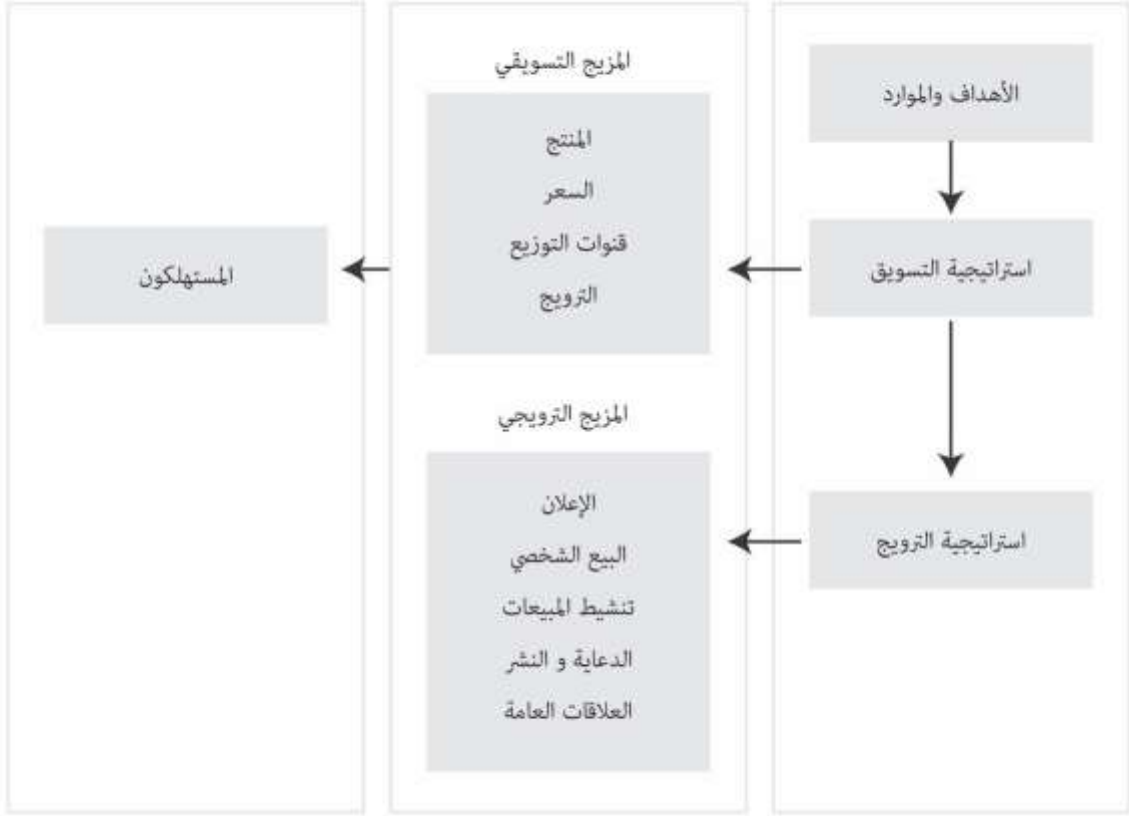 الأهداف والموارد
استراتيجية التسويق
استراتيجية الترويج
المزيج التسويقي
المنتج
السعر
قنوات التوزيع
الترويج
المزيج الترويجي
الإعلان
البيع الشخصي
تنشيط المبيعات
الدعاية و النشر
العلاقات العامة
المستهلكون